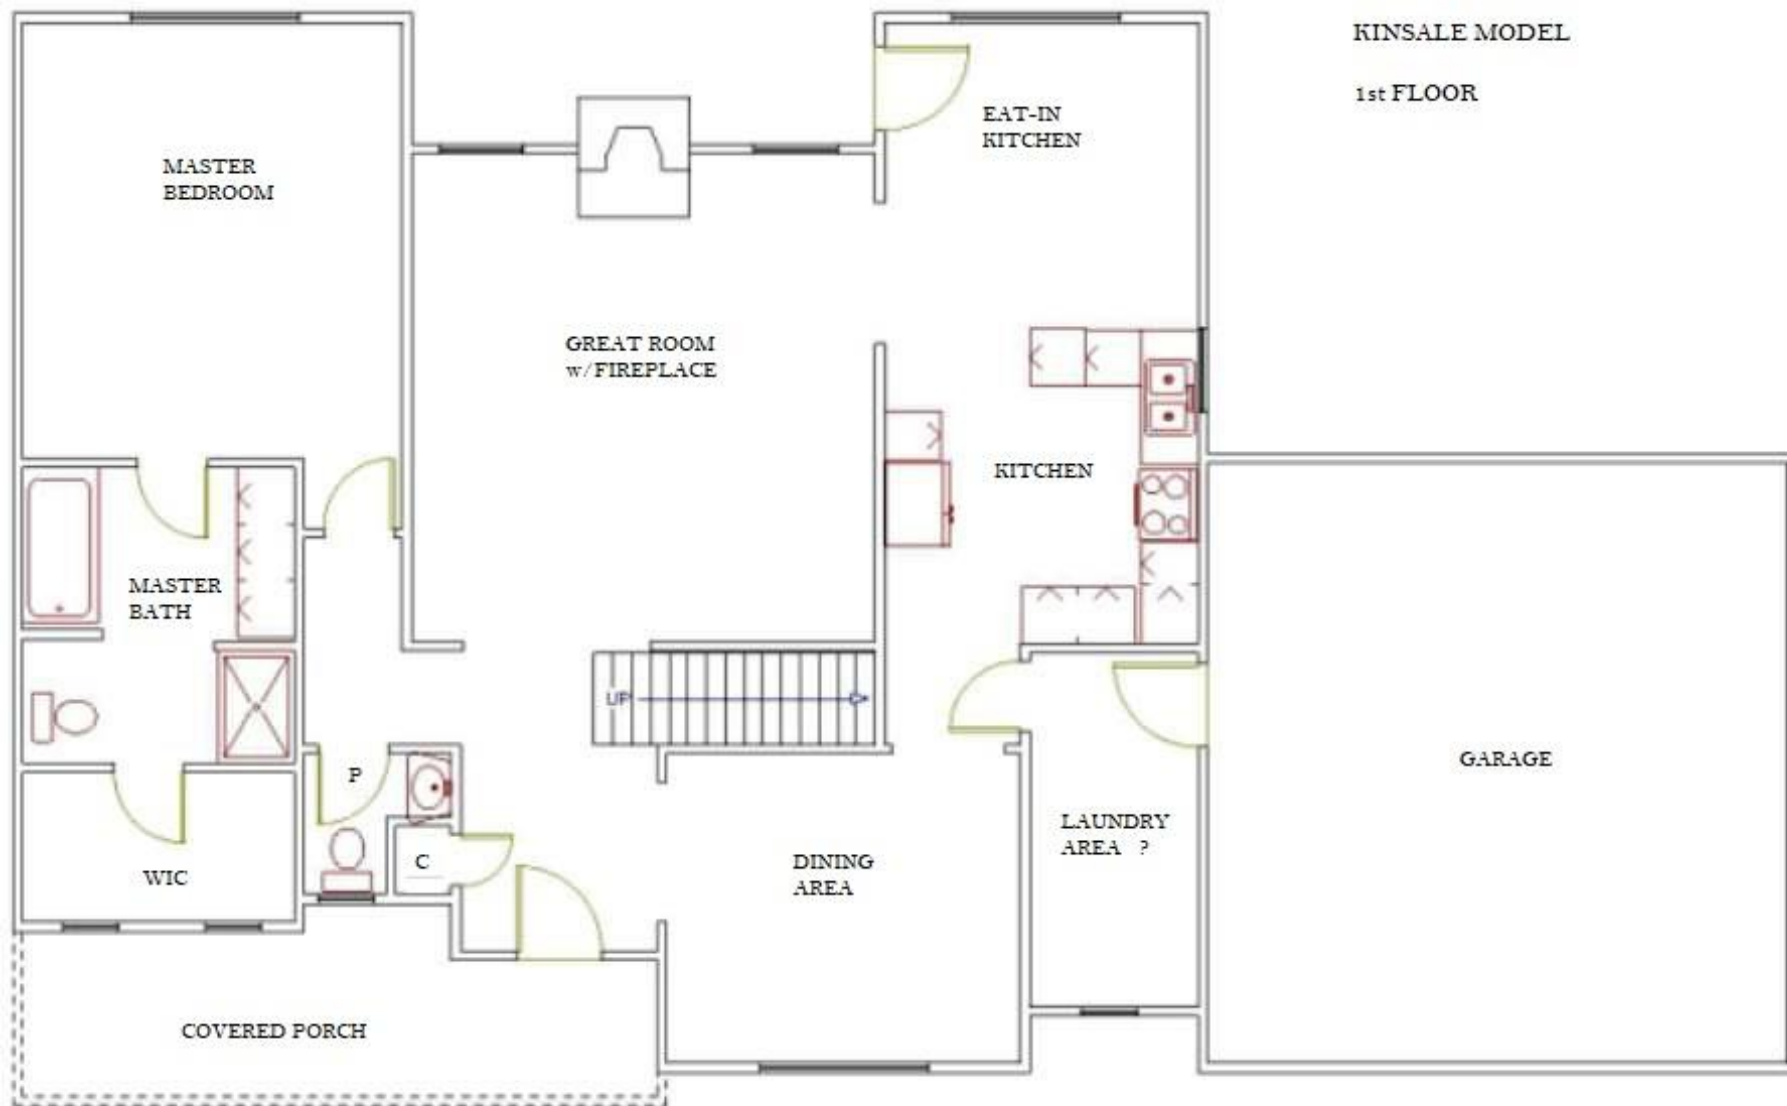 KINSALE MODEL
1st FLOOR
EAT-IN
KITCHEN
MASTER
BEDROOM
GREAT ROOM
w/FIREPLACE
KITCHEN
MASTER
BATH
UP
P
GARAGE
LAUNDRY
AREA ?
C
DINING
AREA
WIC
COVERED PORCH